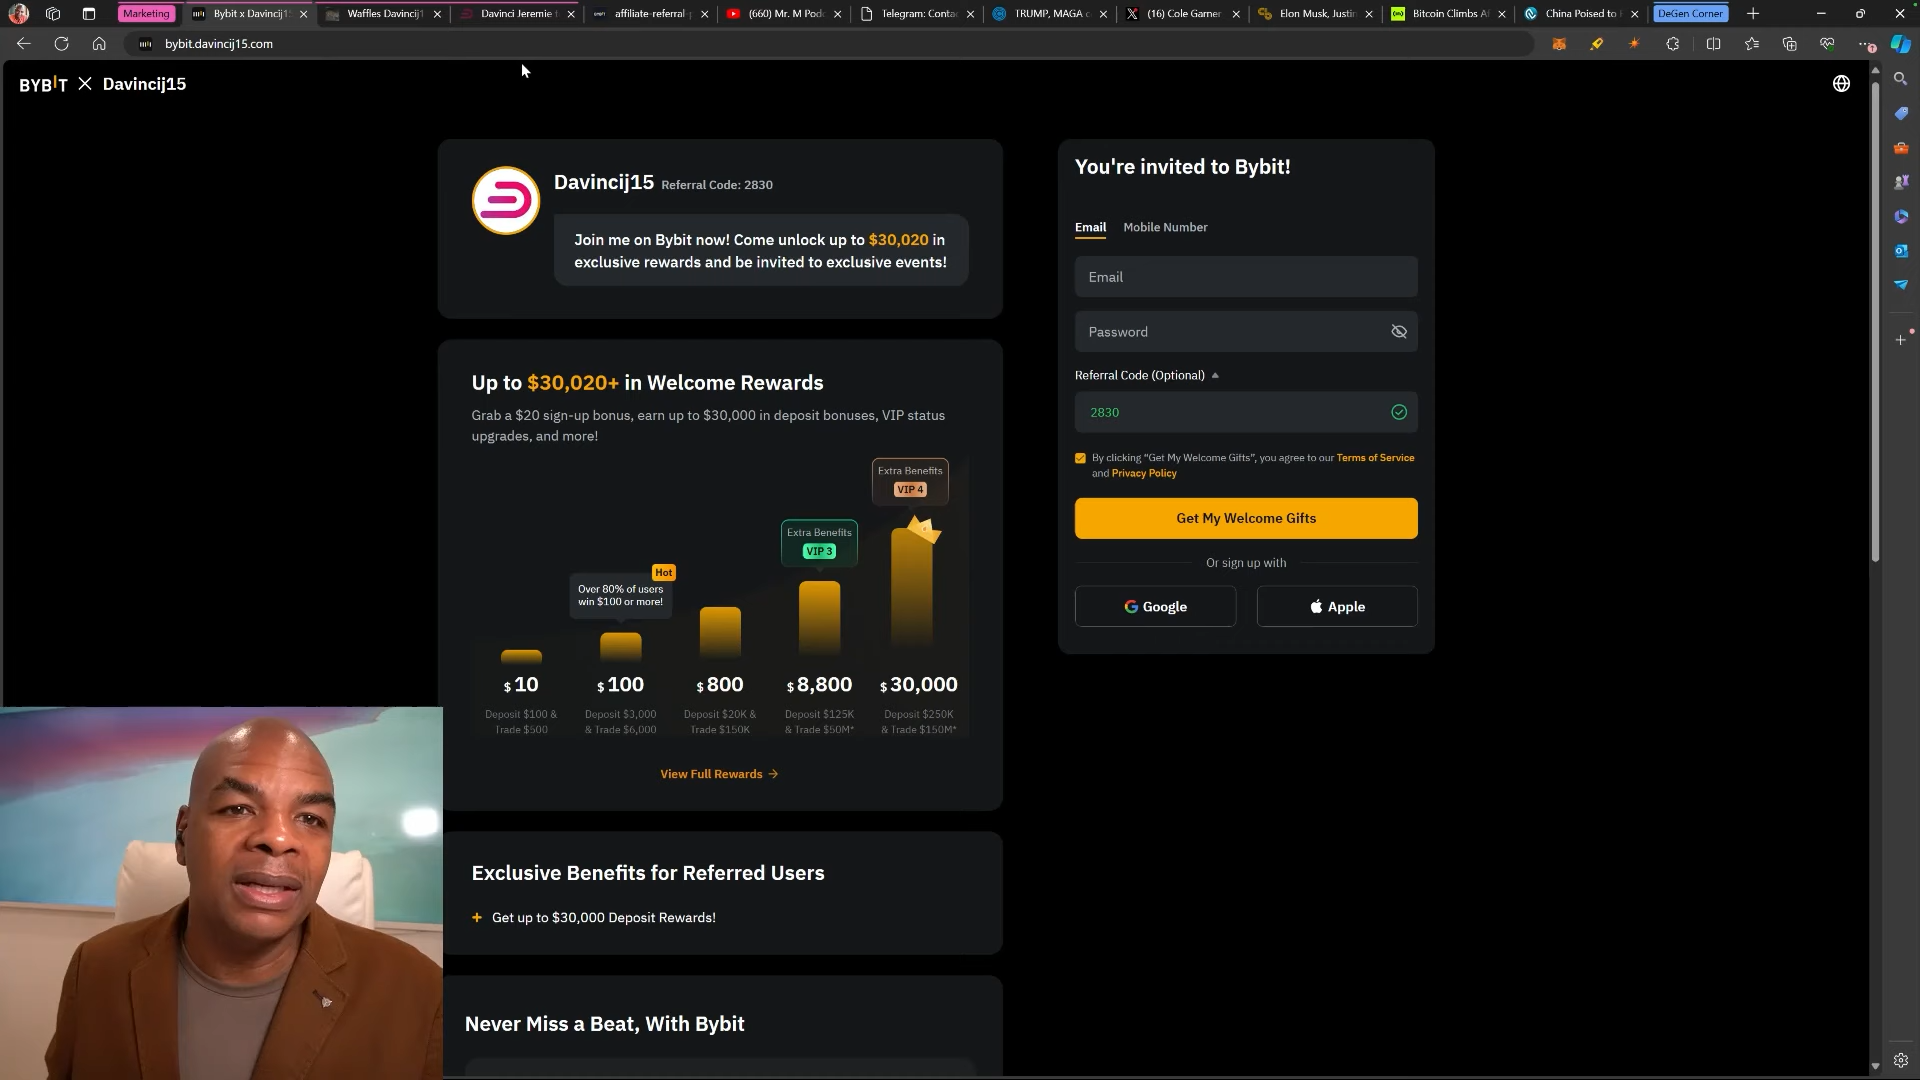 Marketing
Bybit x Davincij15
Waffles Davincij1
Davinci Jeremie
affiliate-referral-
(660) Mr. M Podc
Telegram: Contac
TRUMP, MAGA
(16) Cole Garner
Elon Musk, Justin
Bitcoin Climbs
China Poised to
DeGen Corner
bybit.davincij15.com
BYBIT X Davincij15
Davincij15 Referral Code: 2830
Join me on Bybit now! Come unlock up to $30,020 in
exclusive rewards and be invited to exclusive events!
Up to $30,020+ in Welcome Rewards
Grab a $20 sign-up bonus, earn up to $30,000 in deposit bonuses, VIP status
upgrades, and more!
Extra Benefits
VIP 4
Extra Benefits
VIP 3
Hot
Over 80% of users
win $100 or more!
$10
$100
$800
$8,800
$30,000
Deposit $100 &
Trade $500
Deposit $3,000
& Trade $6,000
Deposit $20K &
Trade $150K
Deposit $125K
& Trade $50M*
Deposit $250K
& Trade $150M*
View Full Rewards →
Exclusive Benefits for Referred Users
+ Get up to $30,000 Deposit Rewards!
Never Miss a Beat, With Bybit
You're invited to Bybit!
Email Mobile Number
Email
Password
Referral Code (Optional)
2830
By clicking “Get My Welcome Gifts”, you agree to our Terms of Service
and Privacy Policy
Get My Welcome Gifts
Or sign up with
Google
Apple